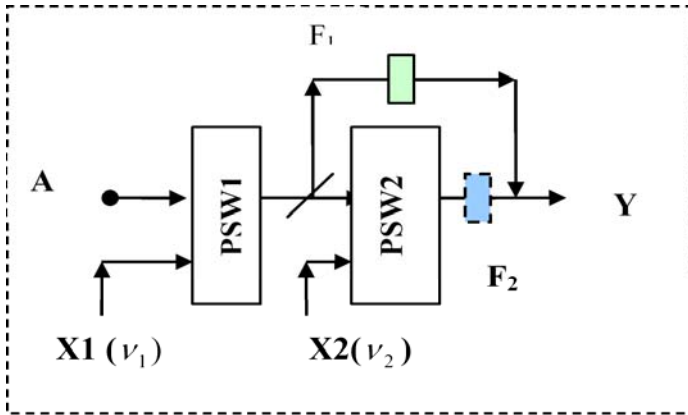 F₁
A
PSW1
PSW2
Y
F₂
X1 (ν₁)
X2(ν₂)